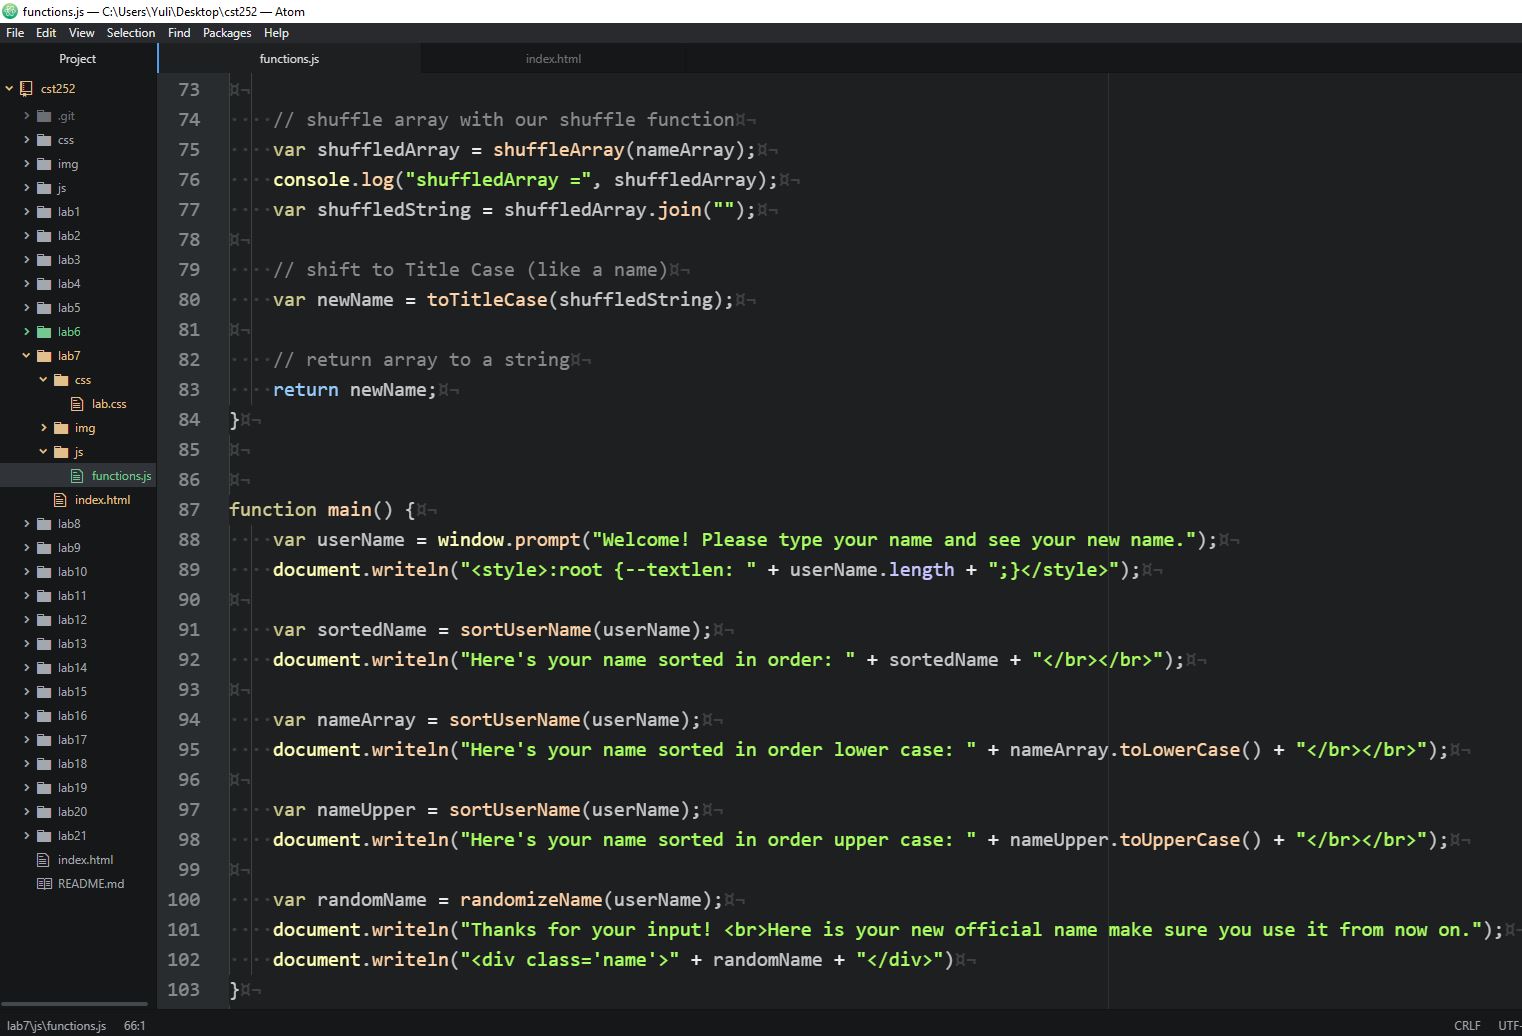 functions.js — C:\Users\Yuli\Desktop\cst252 — Atom
File Edit View Selection Find Packages Help
Project
cst252
.git
css
img
js
lab1
lab2
lab3
lab4
lab5
lab6
lab7
css
lab.css
img
js
functions.js
index.html
lab8
lab9
lab10
lab11
lab12
lab13
lab14
lab15
lab16
lab17
lab18
lab19
lab20
lab21
index.html
README.md
functions.js index.html
73
74 // shuffle array with our shuffle function
75 var shuffledArray = shuffleArray(nameArray);
76 console.log("shuffledArray =", shuffledArray);
77 var shuffledString = shuffledArray.join("");
78
79 // shift to Title Case (like a name)
80 var newName = toTitleCase(shuffledString);
81
82 // return array to a string
83 return newName;
84 }
85
86
87 function main() {
88 var userName = window.prompt("Welcome! Please type your name and see your new name.");
89 document.writeln("<style>:root {--textlen: " + userName.length + ";}</style>");
90
91 var sortedName = sortUserName(userName);
92 document.writeln("Here's your name sorted in order: " + sortedName + "</br></br>");
93
94 var nameArray = sortUserName(userName);
95 document.writeln("Here's your name sorted in order lower case: " + nameArray.toLowerCase() + "</br></br>");
96
97 var nameUpper = sortUserName(userName);
98 document.writeln("Here's your name sorted in order upper case: " + nameUpper.toUpperCase() + "</br></br>");
99
100 var randomName = randomizeName(userName);
101 document.writeln("Thanks for your input! <br>Here is your new official name make sure you use it from now on.");
102 document.writeln("<div class='name'>" + randomName + "</div>")
103 }
lab7\js\functions.js 66:1 CRLF UTF